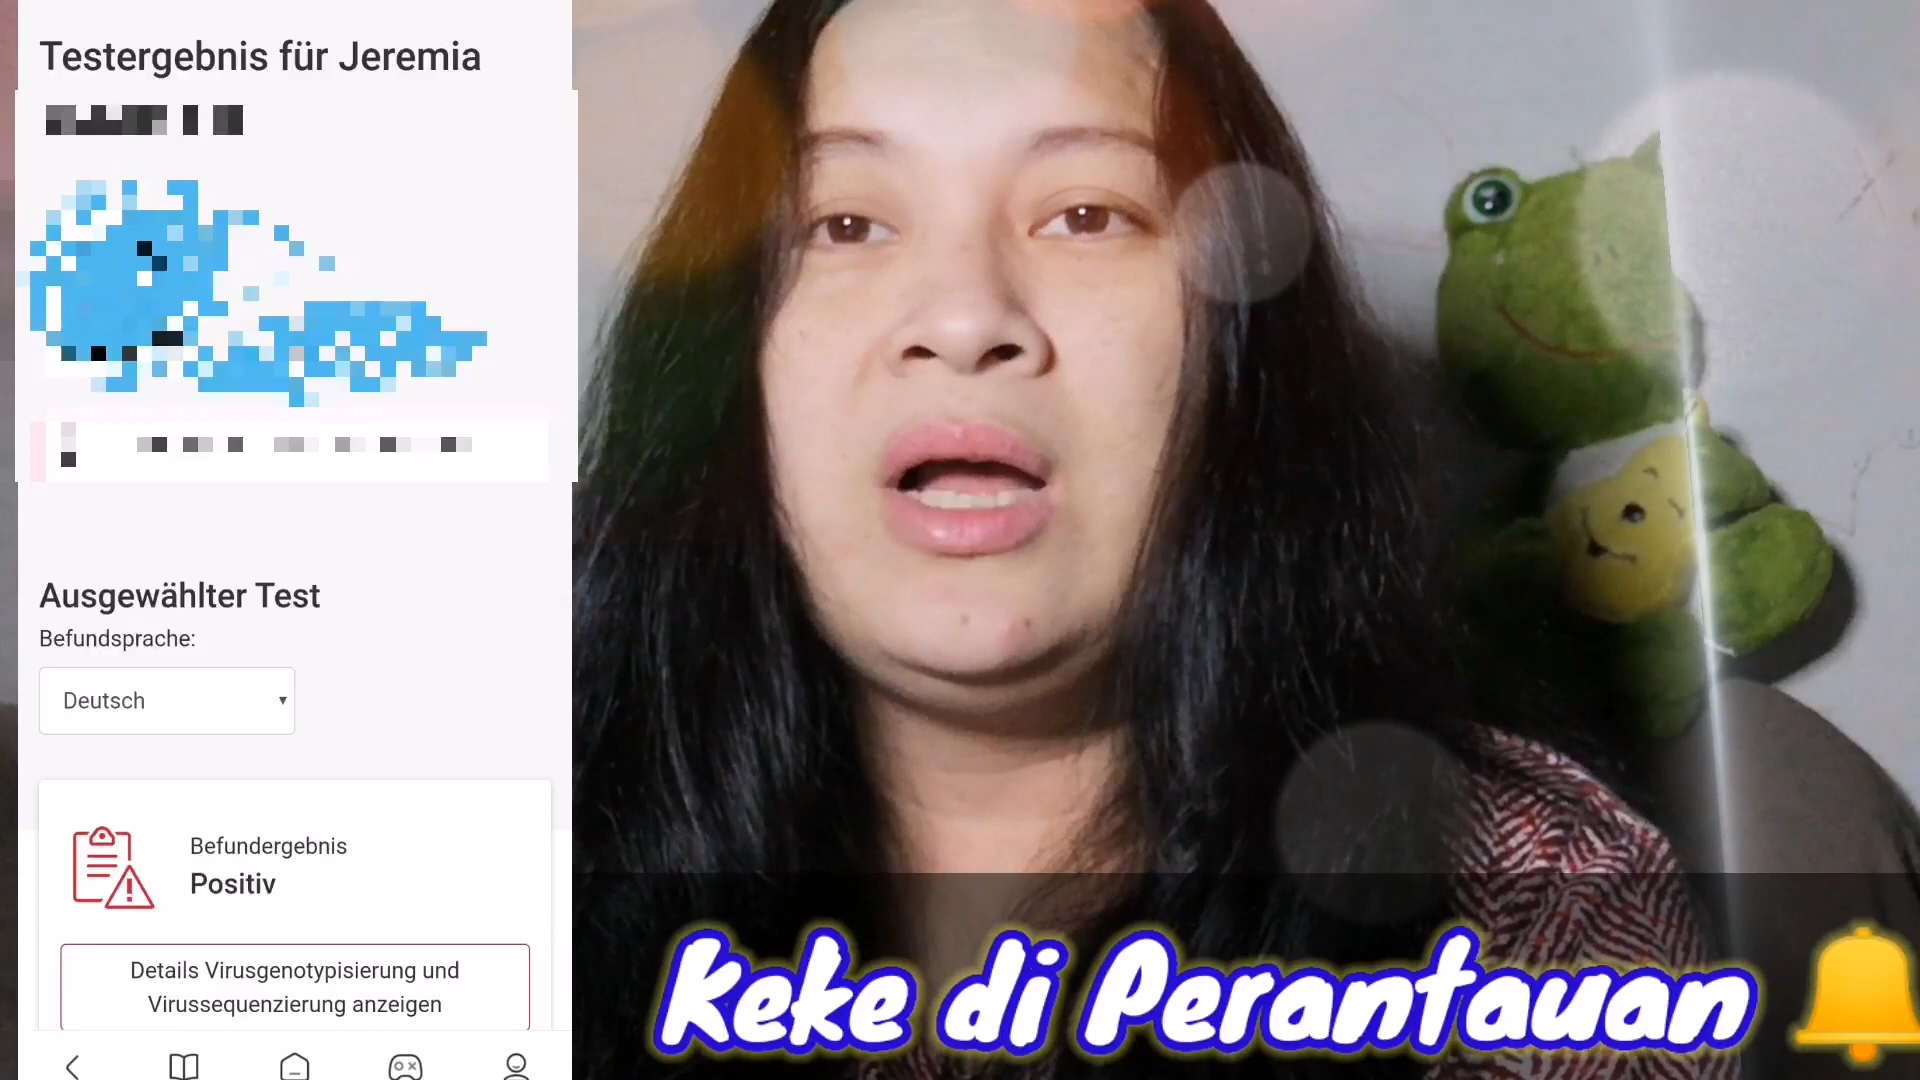 Testergebnis für Jeremia
Ausgewählter Test
Befundsprache:
Deutsch
Befundergebnis
Positiv
Details Virusgenotypisierung und
Virussequenzierung anzeigen
Keke di Perantauan